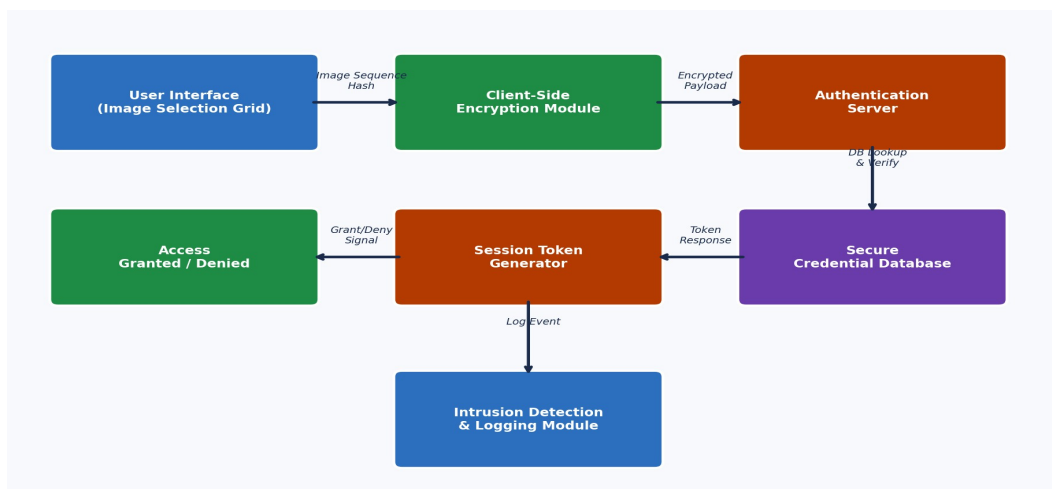 User Interface
(Image Selection Grid)
Image Sequence
Hash
Client-Side
Encryption Module
Encrypted
Payload
Authentication
Server
DB Lookup
& Verify
Access
Granted / Denied
Grant/Deny
Signal
Session Token
Generator
Token
Response
Secure
Credential Database
Log Event
Intrusion Detection
& Logging Module